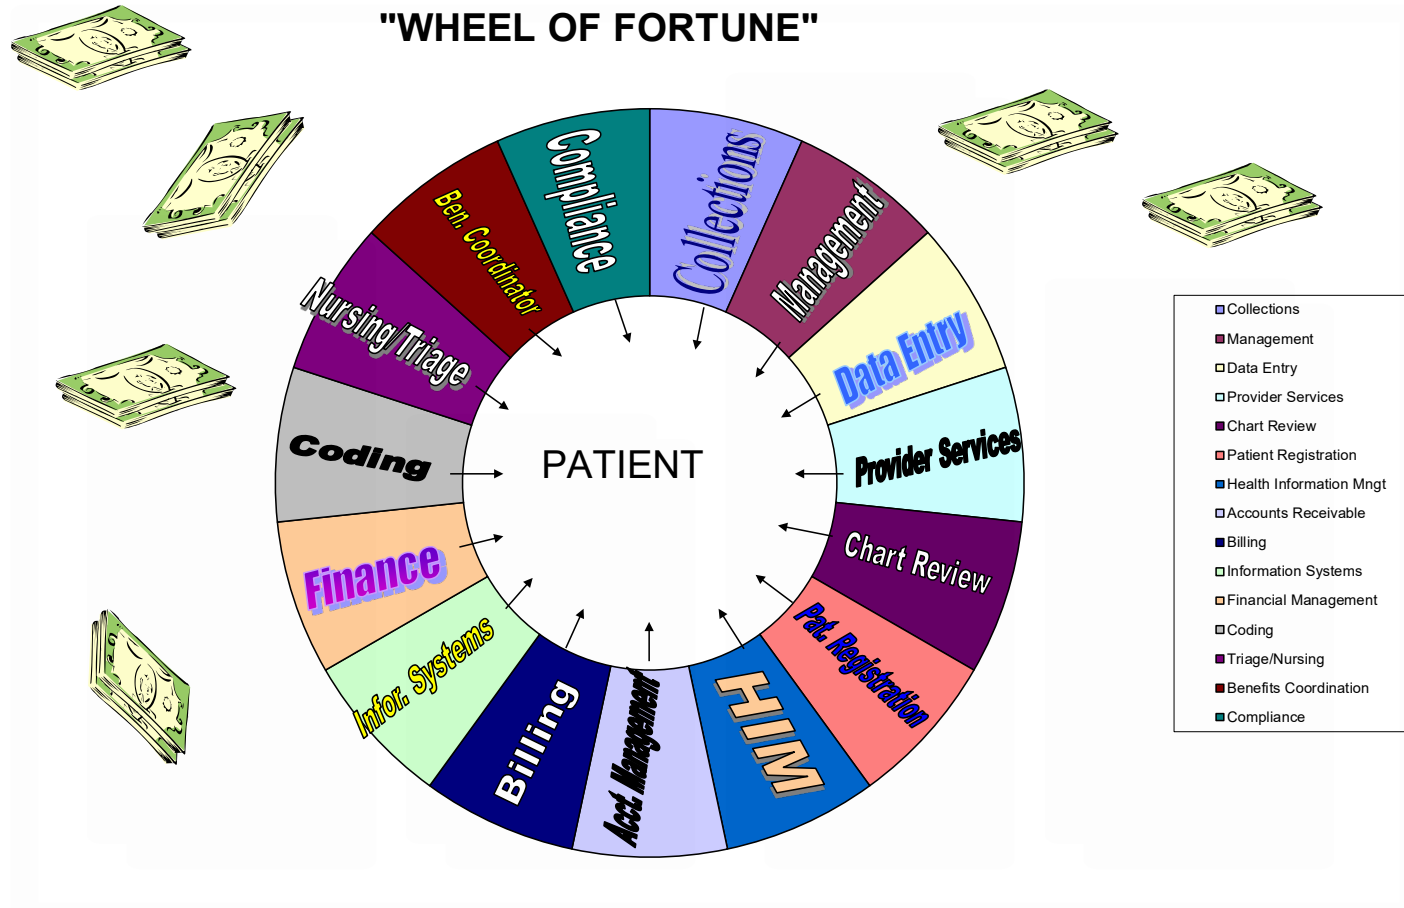 "WHEEL OF FORTUNE"
Compliance
Collections
Management
Data Entry
Provider Services
Chart Review
Pat. Registration
HIM
Acct Management
Billing
Infor. Systems
Finance
Coding
Nursing/Triage
Ben. Coordinator
PATIENT
Collections
Management
Data Entry
Provider Services
Chart Review
Patient Registration
Health Information Mngt
Accounts Receivable
Billing
Information Systems
Financial Management
Coding
Triage/Nursing
Benefits Coordination
Compliance